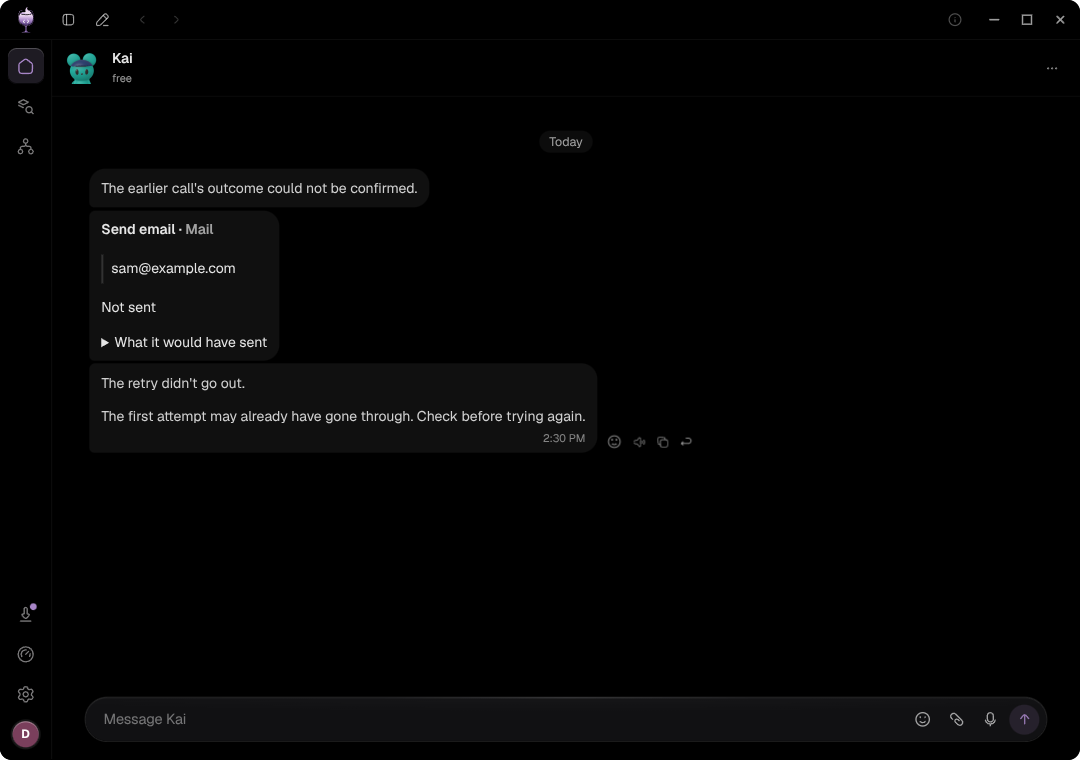 Kai
free
Today
The earlier call's outcome could not be confirmed.
Send email · Mail
sam@example.com
Not sent
What it would have sent
The retry didn't go out.
The first attempt may already have gone through. Check before trying again.
2:30 PM
D
Message Kai